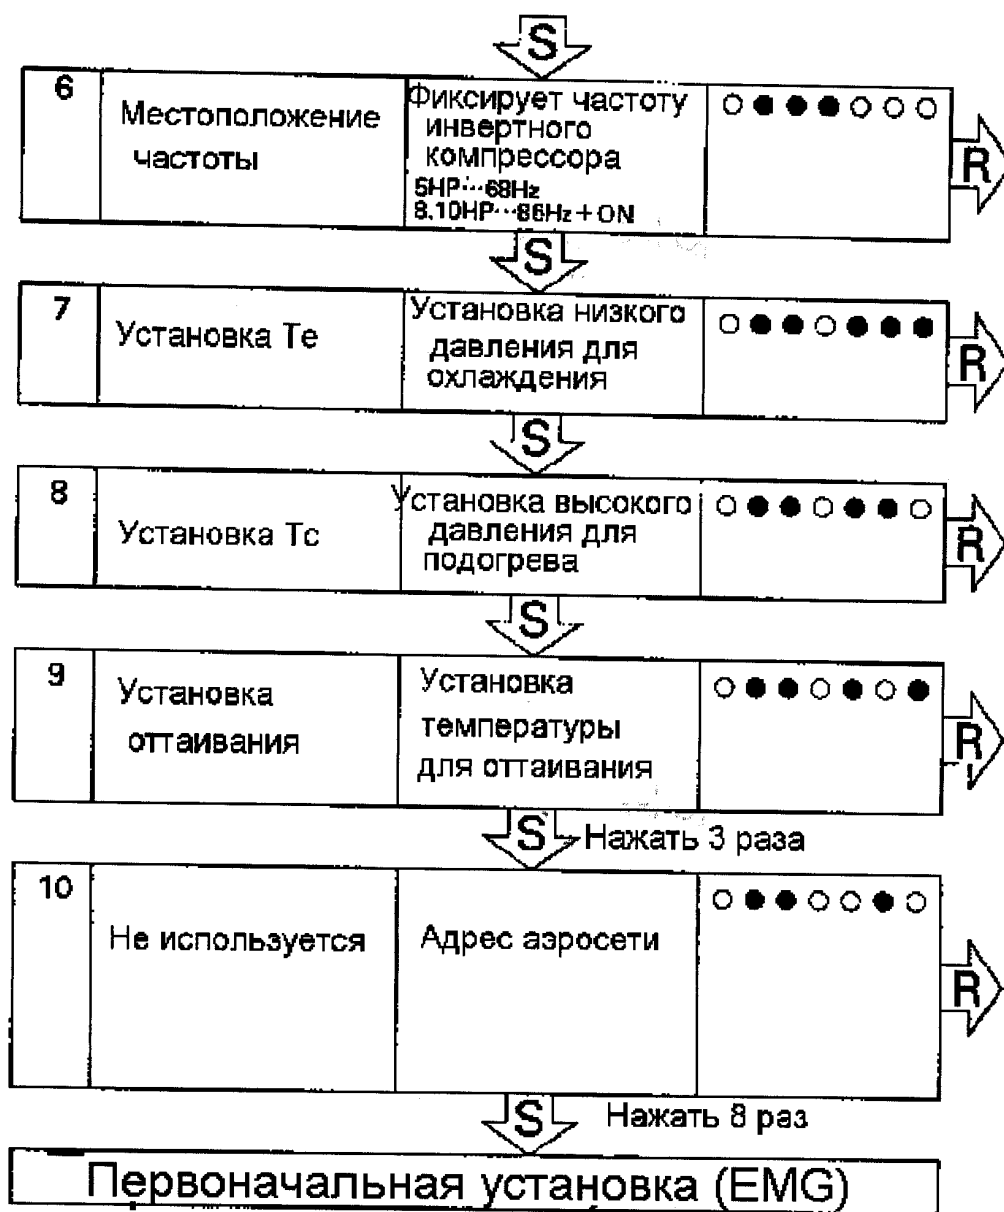 S
6
Местоположение
частоты
Фиксирует частоту
инвертного
компрессора
5HP···68Hz
8.10HP···86Hz+ON
○●●●○○○
R
S
7
Установка Te
Установка низкого
давления для
охлаждения
○●●○●●●
R
S
8
Установка Tc
Установка высокого
давления для
подогрева
○●●○●●○
R
S
9
Установка
оттаивания
Установка
температуры
для оттаивания
○●●○●○●
R
S
Нажать 3 раза
10
Не используется
Адрес аэросети
○●●○○●○
R
S
Нажать 8 раз
Первоначальная установка (EMG)